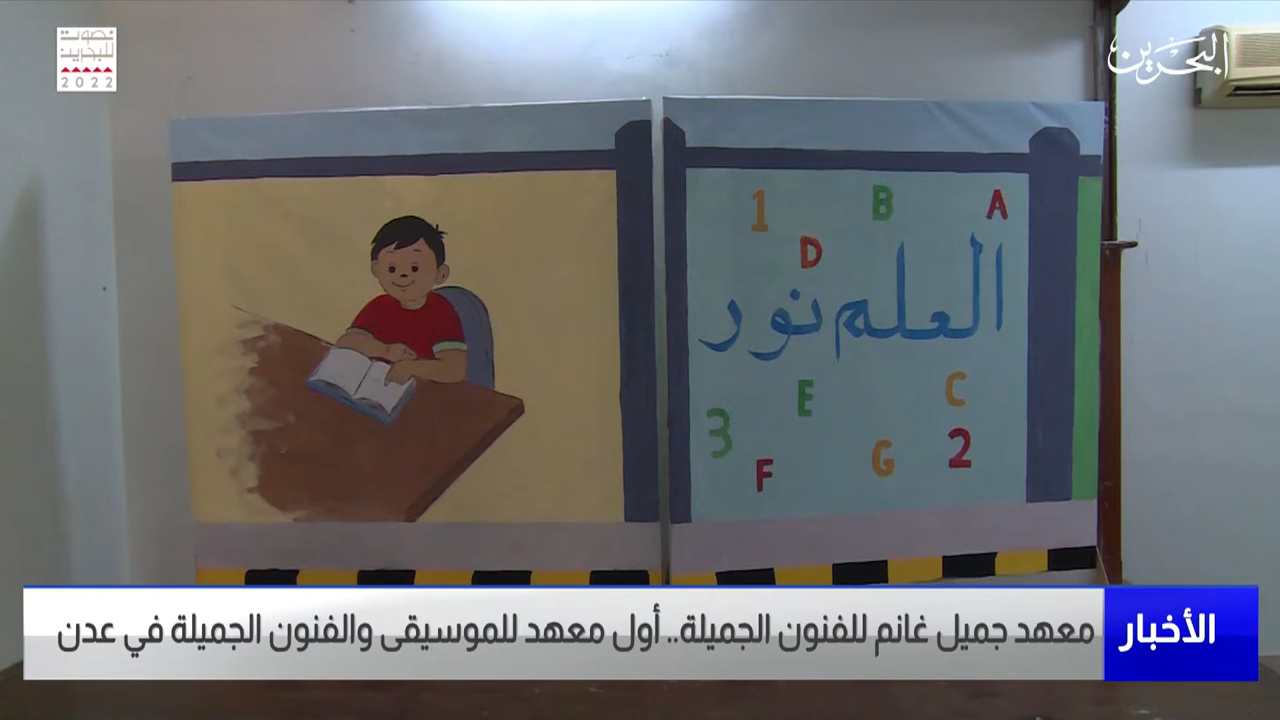 نصوت
للبحرين
2022
البحرين
1 B A
D
العلم نور
E C
3 2
F G
الأخبار
معهد جميل غانم للفنون الجميلة.. أول معهد للموسيقى والفنون الجميلة في عدن